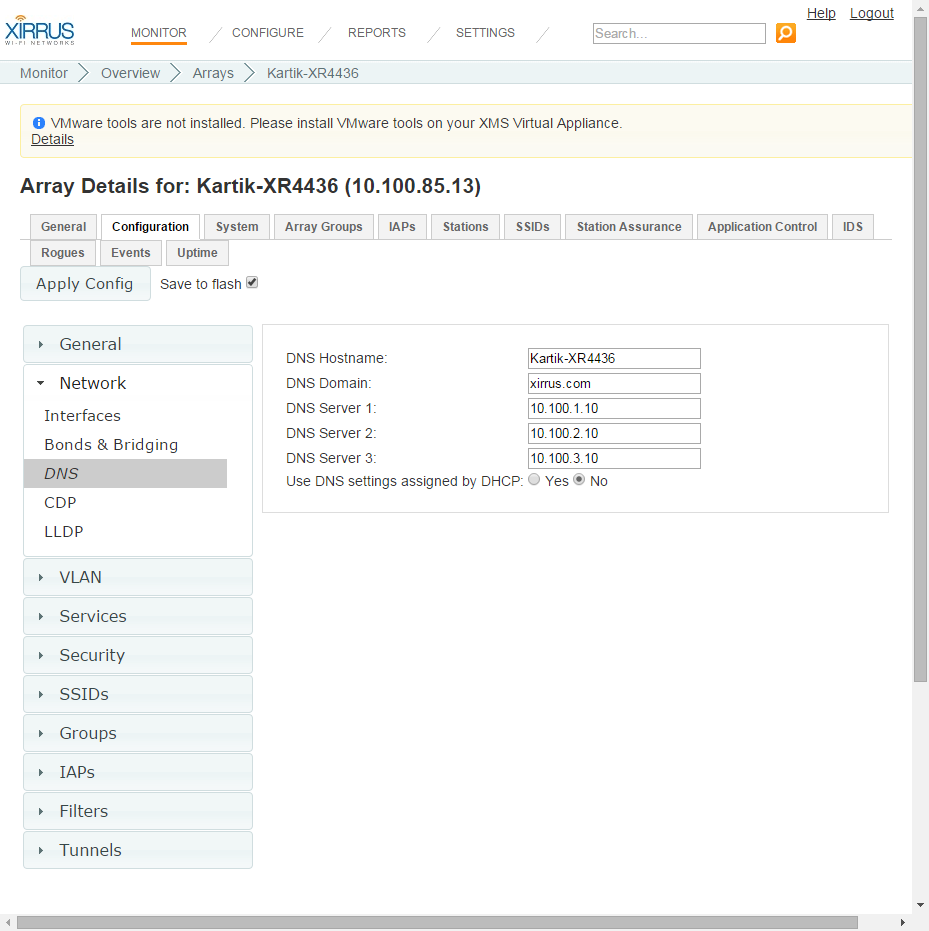 Help Logout
XIRRUS
WI-FI NETWORKS
MONITOR CONFIGURE REPORTS SETTINGS Search...
Monitor Overview Arrays Kartik-XR4436
VMware tools are not installed. Please install VMware tools on your XMS Virtual Appliance.
Details
Array Details for: Kartik-XR4436 (10.100.85.13)
General Configuration System Array Groups IAPs Stations SSIDs Station Assurance Application Control IDS
Rogues Events Uptime
Apply Config Save to flash
General
Network
Interfaces
Bonds & Bridging
DNS
CDP
LLDP
VLAN
Services
Security
SSIDs
Groups
IAPs
Filters
Tunnels
DNS Hostname: Kartik-XR4436
DNS Domain: xirrus.com
DNS Server 1: 10.100.1.10
DNS Server 2: 10.100.2.10
DNS Server 3: 10.100.3.10
Use DNS settings assigned by DHCP: Yes No